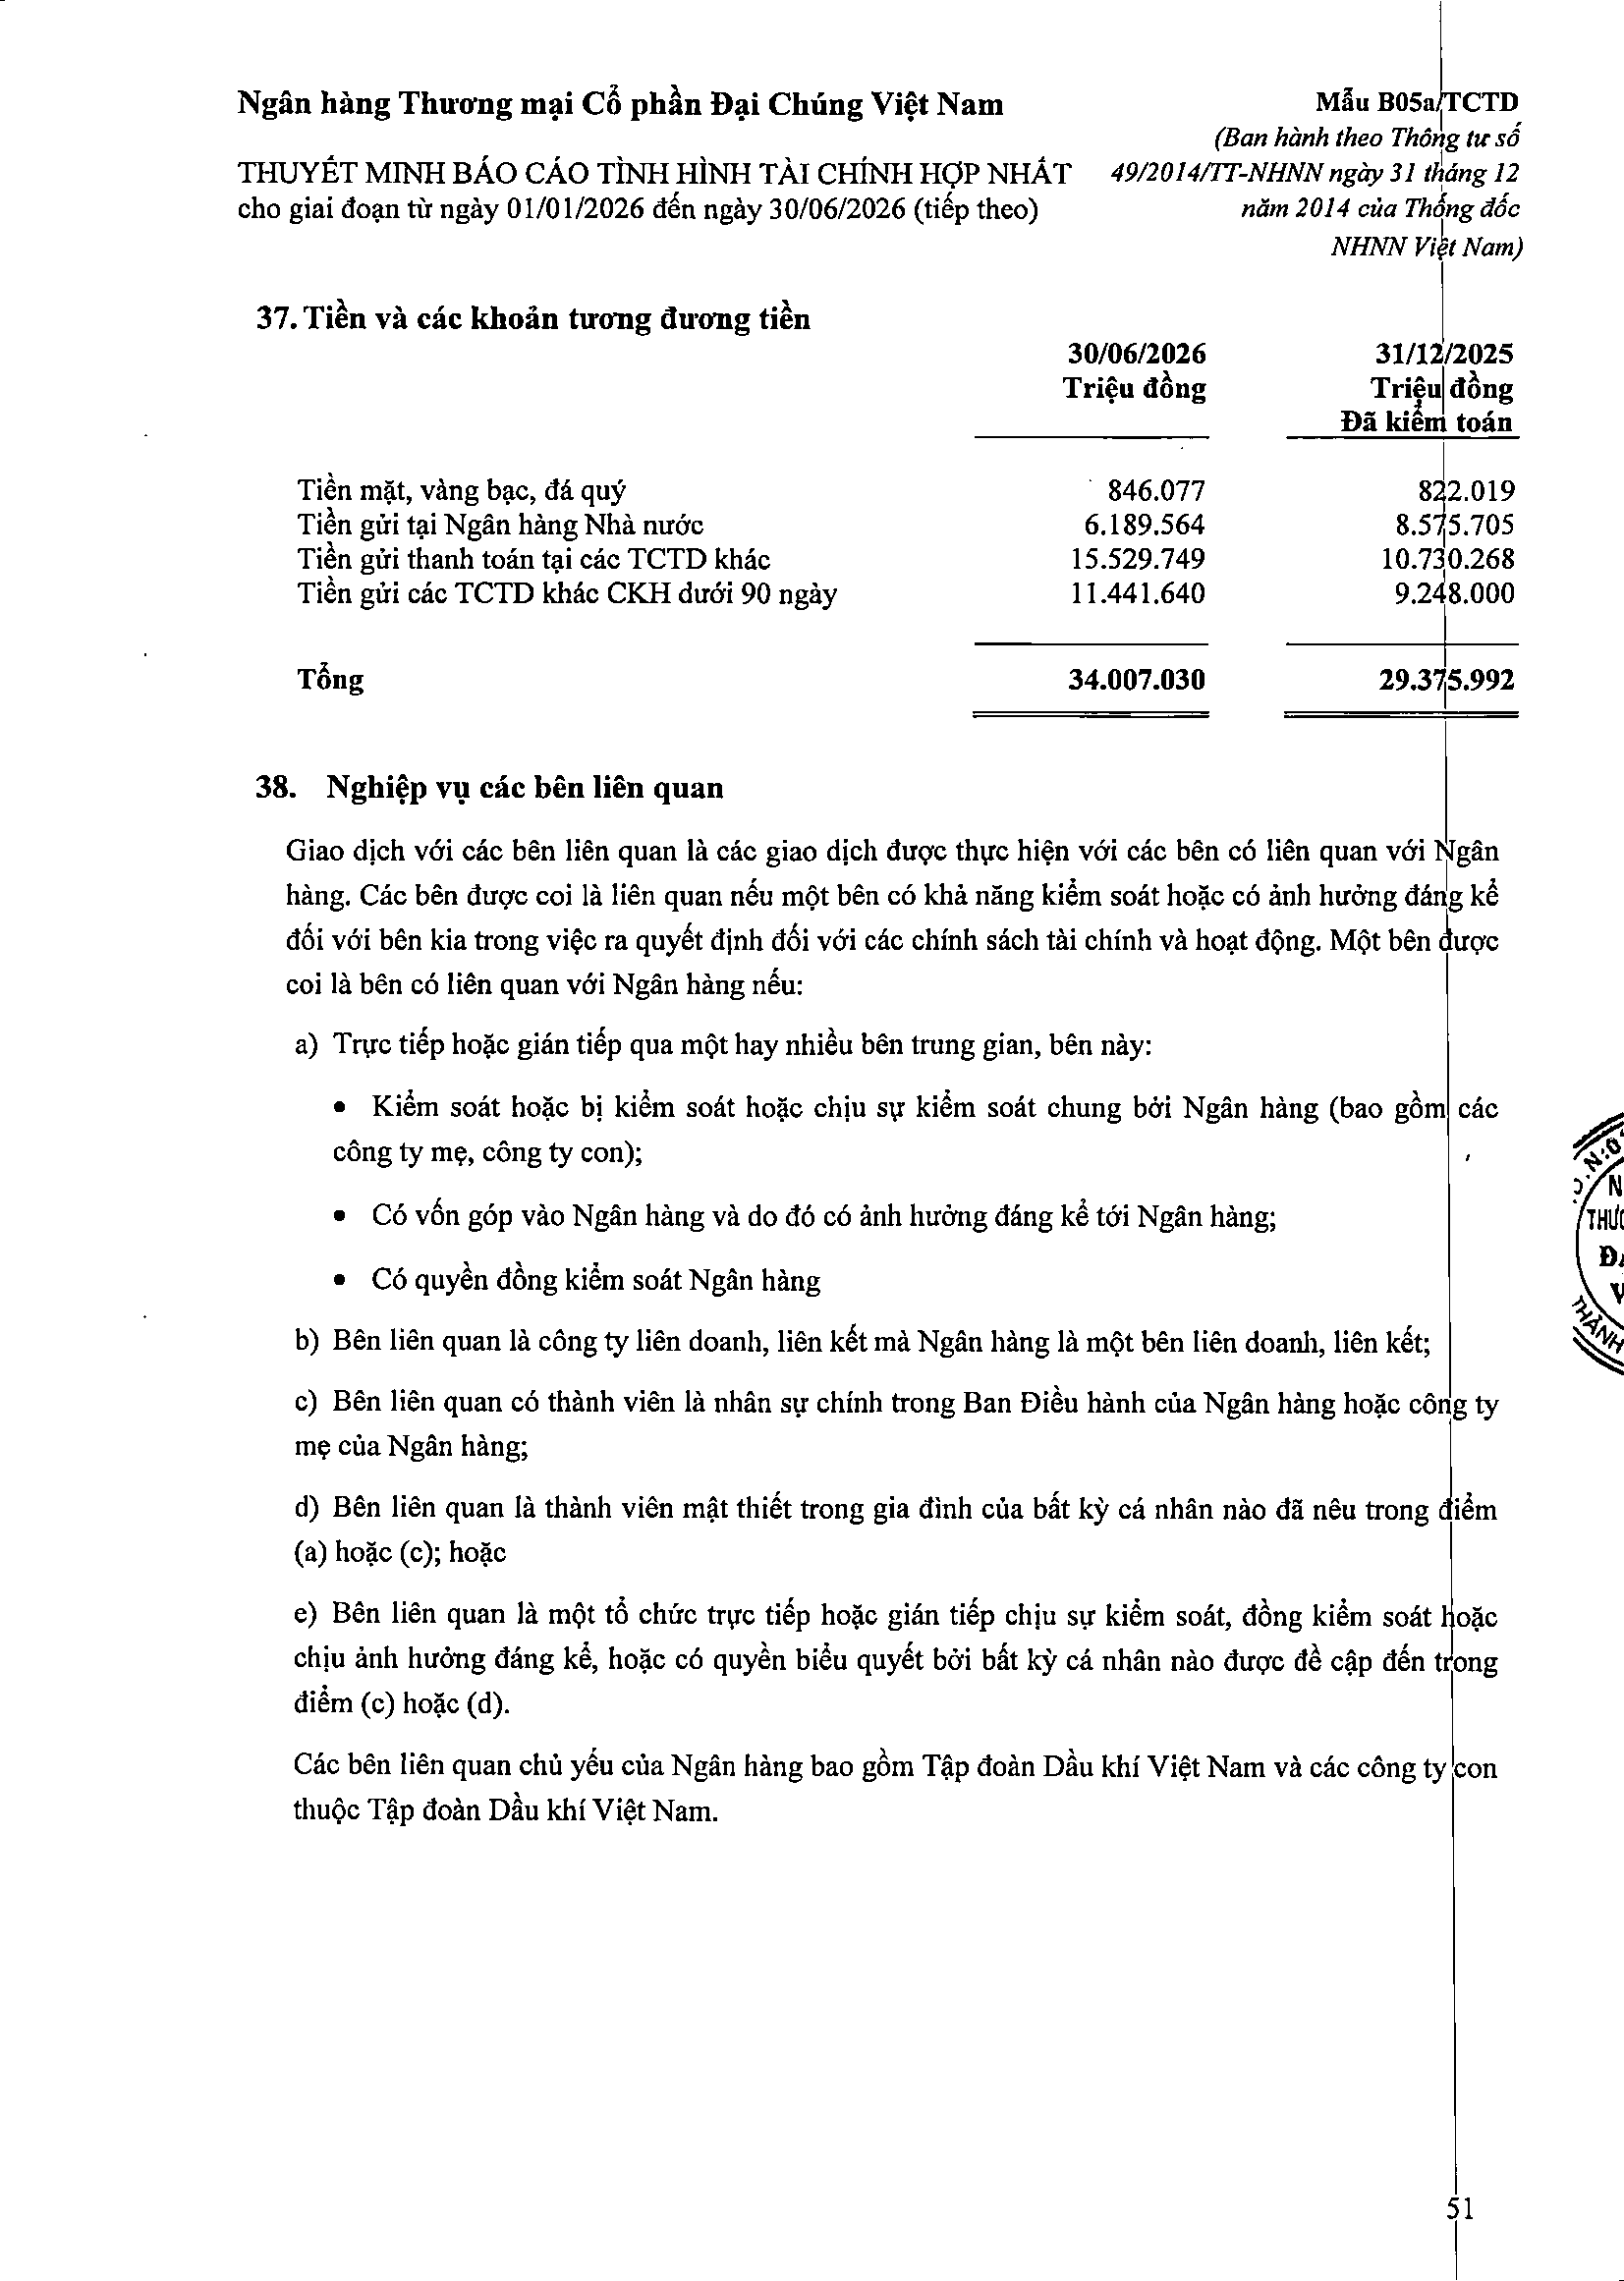 Ngân hàng Thương mại Cổ phần Đại Chúng Việt Nam
Mẫu B05a/TCTD
(Ban hành theo Thông tư số
THUYẾT MINH BÁO CÁO TÌNH HÌNH TÀI CHÍNH HỢP NHẤT
49/2014/TT-NHNN ngày 31 tháng 12
cho giai đoạn từ ngày 01/01/2026 đến ngày 30/06/2026 (tiếp theo)
năm 2014 của Thống đốc
NHNN Việt Nam)
37. Tiền và các khoản tương đương tiền
30/06/2026 31/12/2025
Triệu đồng Triệu đồng
Đã kiểm toán
Tiền mặt, vàng bạc, đá quý 846.077 822.019
Tiền gửi tại Ngân hàng Nhà nước 6.189.564 8.575.705
Tiền gửi thanh toán tại các TCTD khác 15.529.749 10.730.268
Tiền gửi các TCTD khác CKH dưới 90 ngày 11.441.640 9.248.000
Tổng 34.007.030 29.375.992
38. Nghiệp vụ các bên liên quan
Giao dịch với các bên liên quan là các giao dịch được thực hiện với các bên có liên quan với Ngân
hàng. Các bên được coi là liên quan nếu một bên có khả năng kiểm soát hoặc có ảnh hưởng đáng kể
đối với bên kia trong việc ra quyết định đối với các chính sách tài chính và hoạt động. Một bên được
coi là bên có liên quan với Ngân hàng nếu:
a) Trực tiếp hoặc gián tiếp qua một hay nhiều bên trung gian, bên này:
• Kiểm soát hoặc bị kiểm soát hoặc chịu sự kiểm soát chung bởi Ngân hàng (bao gồm các
công ty mẹ, công ty con);
• Có vốn góp vào Ngân hàng và do đó có ảnh hưởng đáng kể tới Ngân hàng;
• Có quyền đồng kiểm soát Ngân hàng
b) Bên liên quan là công ty liên doanh, liên kết mà Ngân hàng là một bên liên doanh, liên kết;
c) Bên liên quan có thành viên là nhân sự chính trong Ban Điều hành của Ngân hàng hoặc công ty
mẹ của Ngân hàng;
d) Bên liên quan là thành viên mật thiết trong gia đình của bất kỳ cá nhân nào đã nêu trong điểm
(a) hoặc (c); hoặc
e) Bên liên quan là một tổ chức trực tiếp hoặc gián tiếp chịu sự kiểm soát, đồng kiểm soát hoặc
chịu ảnh hưởng đáng kể, hoặc có quyền biểu quyết bởi bất kỳ cá nhân nào được đề cập đến trong
điểm (c) hoặc (d).
Các bên liên quan chủ yếu của Ngân hàng bao gồm Tập đoàn Dầu khí Việt Nam và các công ty con
thuộc Tập đoàn Dầu khí Việt Nam.
51